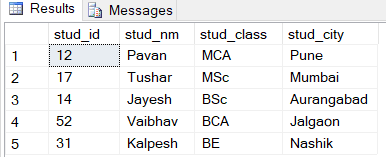 Results Messages
stud_id stud_nm stud_class stud_city
1 12 Pavan MCA Pune
2 17 Tushar MSc Mumbai
3 14 Jayesh BSc Aurangabad
4 52 Vaibhav BCA Jalgaon
5 31 Kalpesh BE Nashik